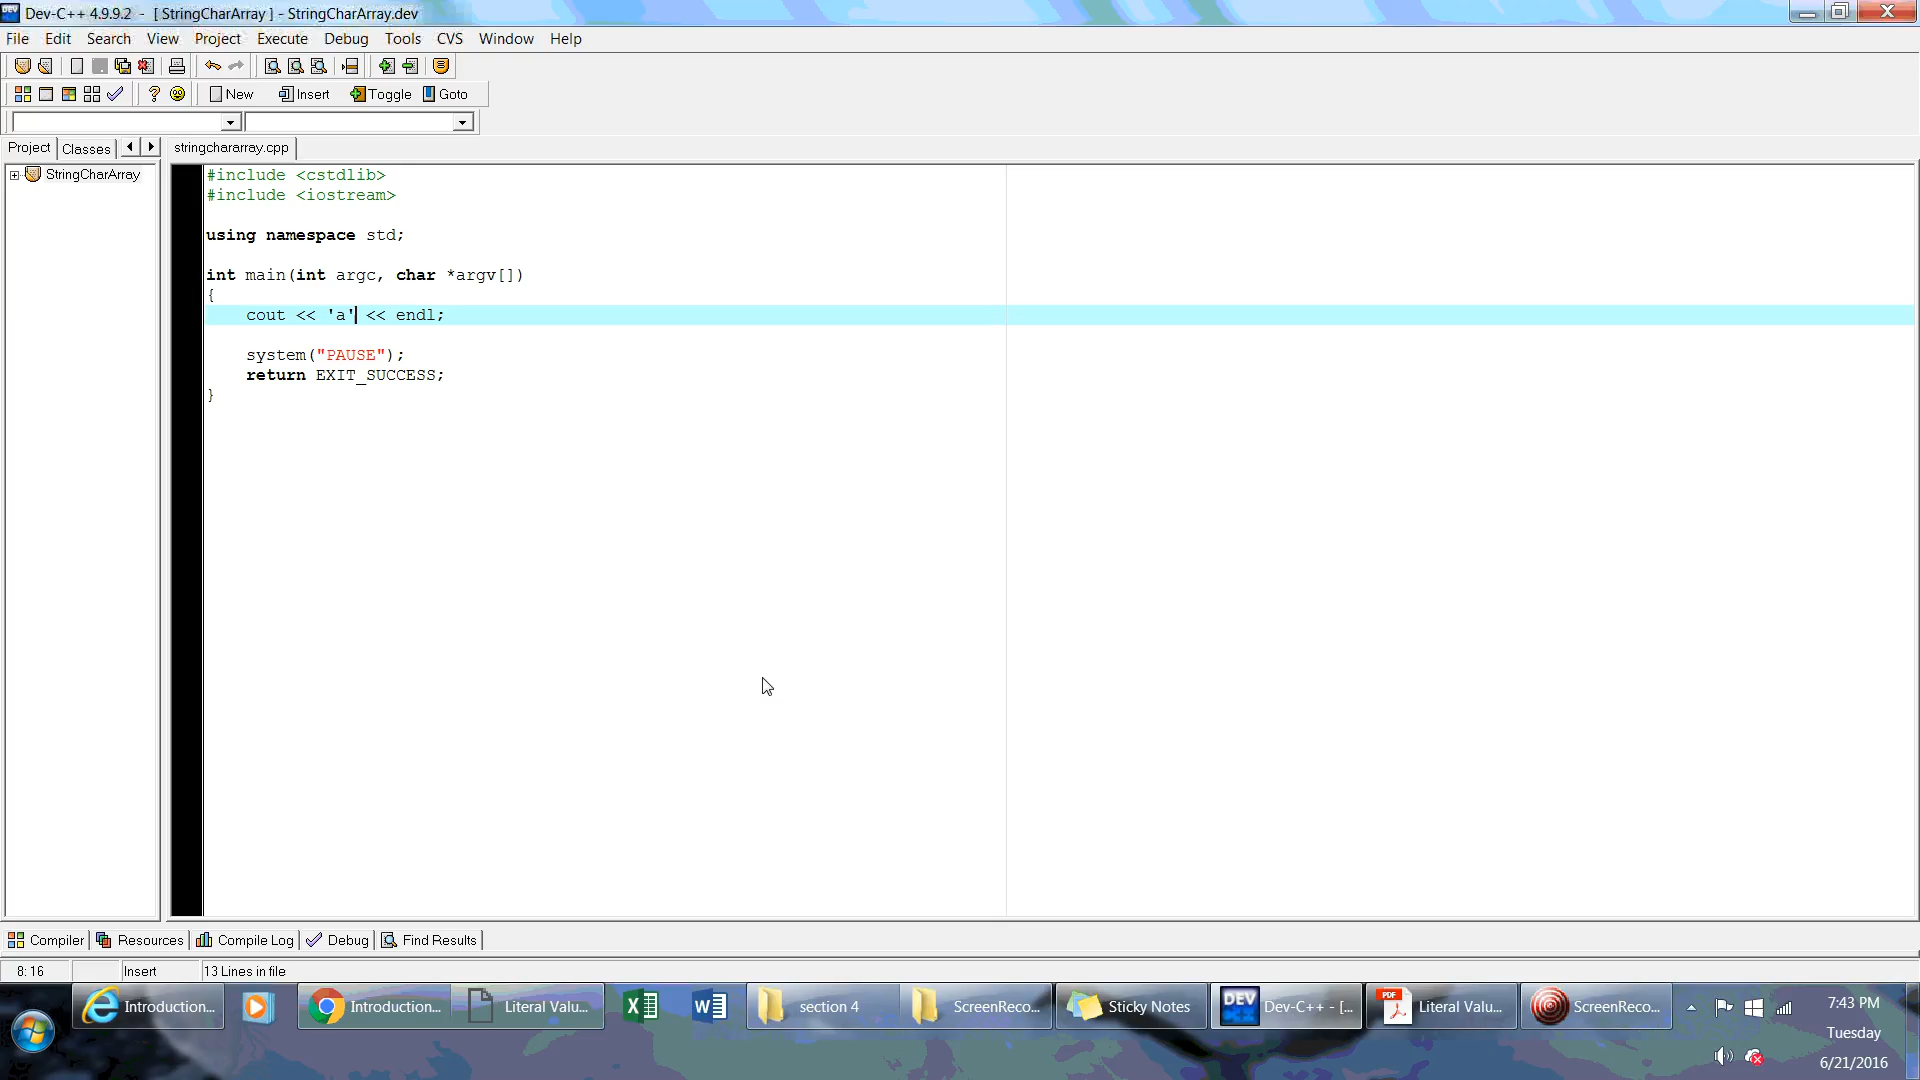 Dev-C++ 4.9.9.2 - [ StringCharArray ] - StringCharArray.dev
File Edit Search View Project Execute Debug Tools CVS Window Help
New Insert Toggle Goto
Project Classes stringchararray.cpp
StringCharArray
#include <cstdlib>
#include <iostream>
using namespace std;
int main(int argc, char *argv[])
{
cout << 'a' << endl;
system("PAUSE");
return EXIT_SUCCESS;
}
Compiler Resources Compile Log Debug Find Results
8: 16 Insert 13 Lines in file
Introduction... Introduction... Literal Valu... section 4 ScreenReco... Sticky Notes DEV Dev-C++ - [... PDF Literal Valu... ScreenReco...
7:43 PM
Tuesday
6/21/2016